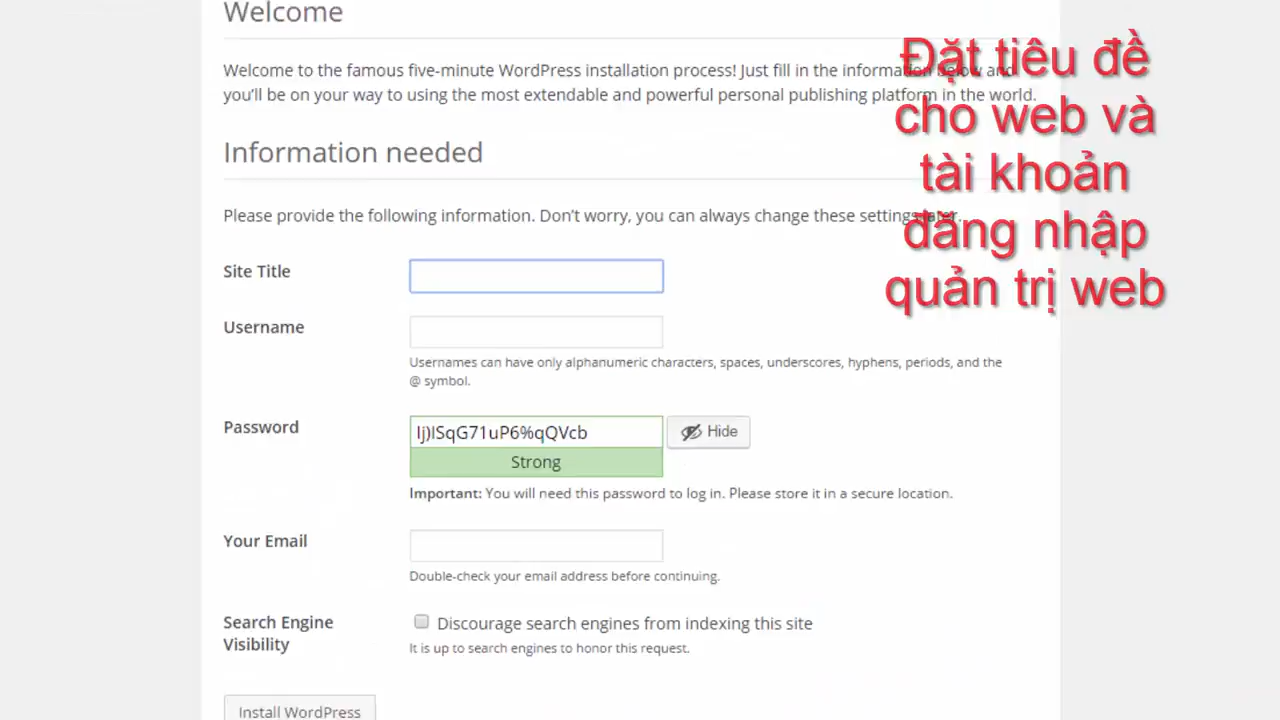 Welcome
Welcome to the famous five-minute WordPress installation process! Just fill in the information below and
you'll be on your way to using the most extendable and powerful personal publishing platform in the world.
Information needed
Please provide the following information. Don't worry, you can always change these settings later.
Đặt tiêu đề
cho web và
tài khoản
đăng nhập
quản trị web
Site Title
Username
Usernames can have only alphanumeric characters, spaces, underscores, hyphens, periods, and the
@ symbol.
Password
Ij)ISqG71uP6%qQVcb
Hide
Strong
Important: You will need this password to log in. Please store it in a secure location.
Your Email
Double-check your email address before continuing.
Search Engine
Visibility
Discourage search engines from indexing this site
It is up to search engines to honor this request.
Install WordPress